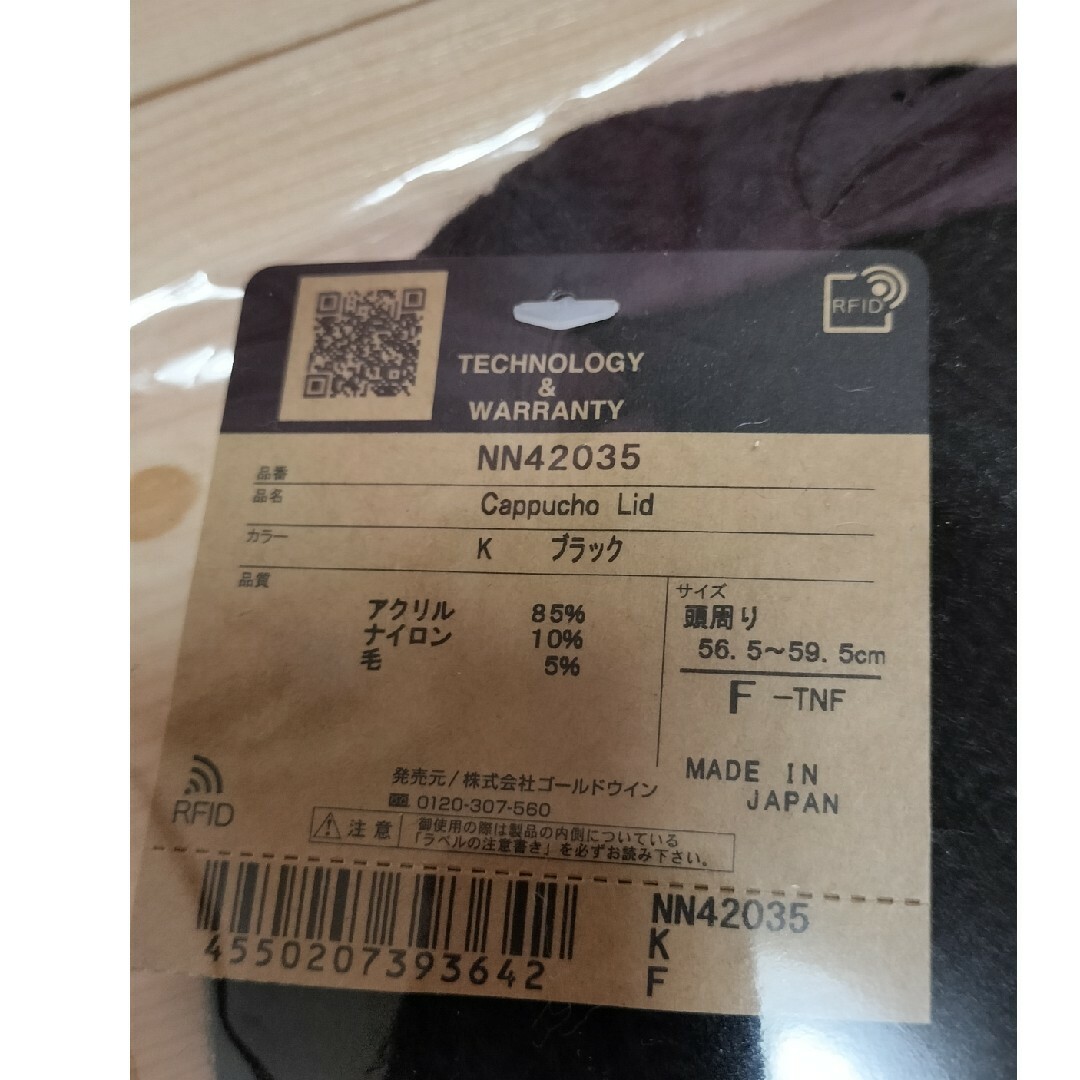 RFID
TECHNOLOGY
&
WARRANTY
品番 NN42035
品名 Cappucho Lid
カラー K ブラック
品質
アクリル 85%
ナイロン 10%
毛 5%
サイズ
頭周り
56.5～59.5cm
F -TNF
MADE IN
JAPAN
発売元/株式会社ゴールドウイン
0120-307-560
RFID
注意
御使用の際は製品の内側についている
「ラベルの注意書き」を必ずお読み下さい。
4550207393642
NN42035
K
F